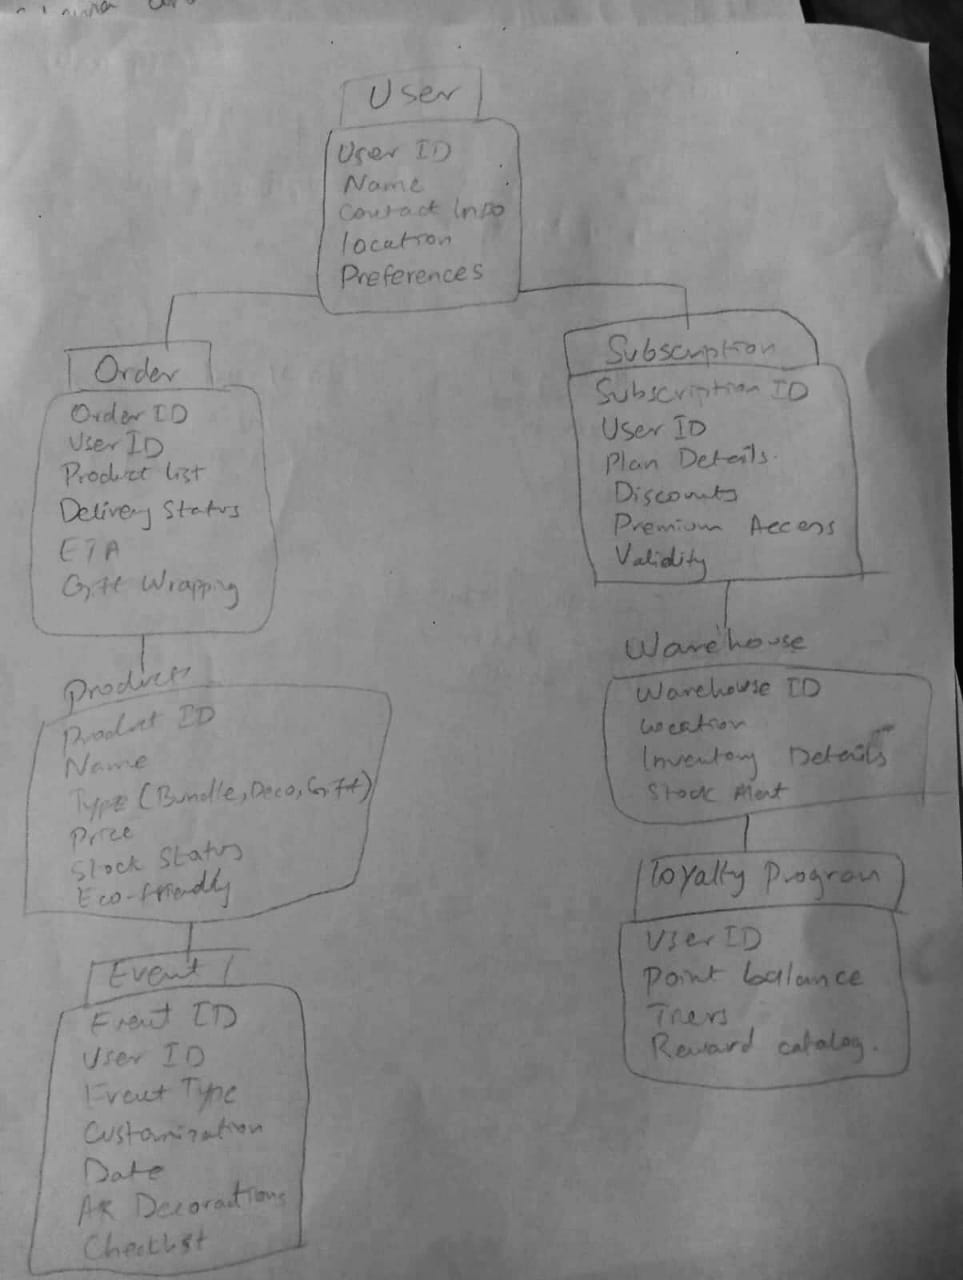 User
User ID
Name
Contact Info
location
Preferences
Order
Order ID
User ID
Product list
Delivery Status
ETA
Gift Wrapping
Products
Product ID
Name
Type (Bundle, Deco, Gift)
Price
Stock Status
Eco-friendly
Event
Event ID
User ID
Event Type
Customization
Date
AR Decorations
Checklist
Subscription
Subscription ID
User ID
Plan Details.
Discounts
Premium Access
Validity
Warehouse
Warehouse ID
Location
Inventory Details
Stock Alert
loyalty Program
User ID
Point balance
Tiers
Reward catalog.